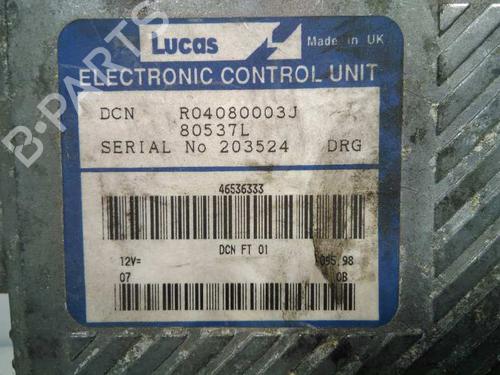 B-PARTS
Lucas
Made in UK
ELECTRONIC CONTROL UNIT
DCN R04080003J
80537L
SERIAL No 203524 DRG
46536333
DCN FT 01
12V=
07 0B